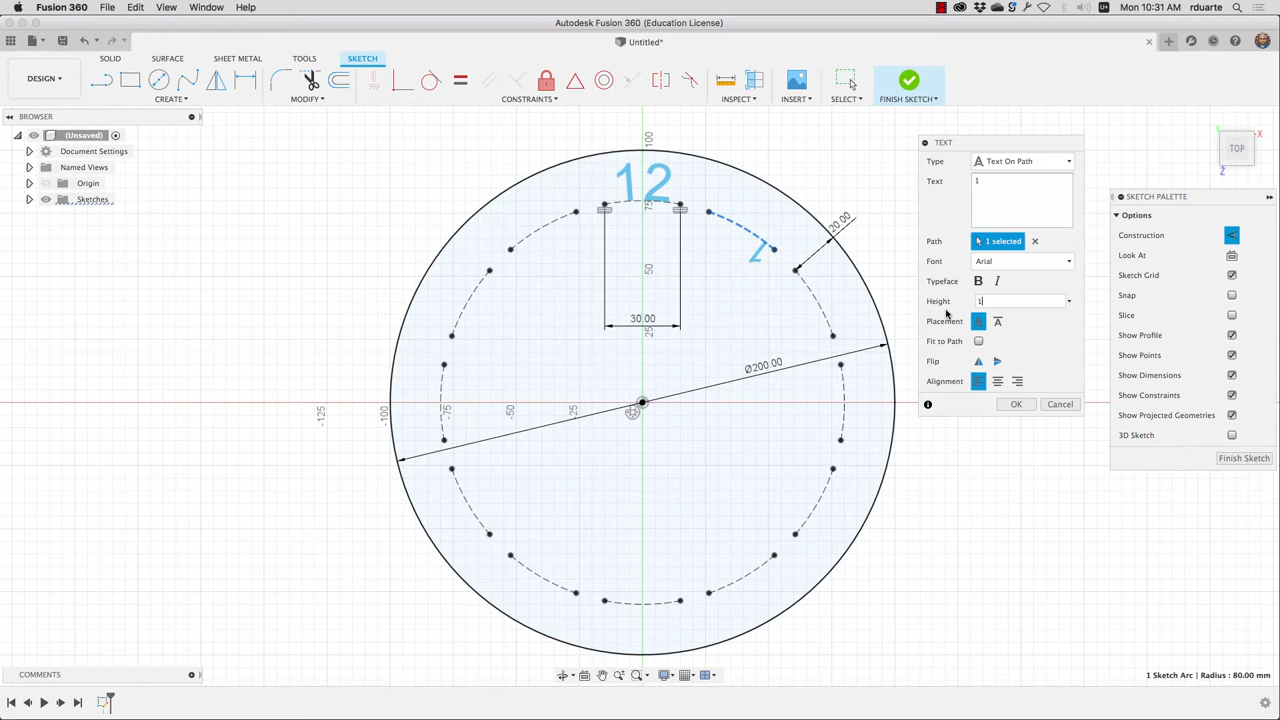 Fusion 360 File Edit View Window Help Mon 10:31 AM rduarte
Autodesk Fusion 360 (Education License)
Untitled*
SOLID SURFACE SHEET METAL TOOLS SKETCH
DESIGN
CREATE MODIFY CONSTRAINTS INSPECT INSERT SELECT FINISH SKETCH
BROWSER
(Unsaved)
Document Settings
Named Views
Origin
Sketches
100
12
75
50
25
30.00
20.00
1
Ø200.00
-125 -100 -75 -50 -25
TEXT
Type Text On Path
Text 1
Path 1 selected
Font Arial
Typeface B I
Height 1
Placement
Fit to Path
Flip
Alignment
OK Cancel
X
TOP
Z
SKETCH PALETTE
Options
Construction
Look At
Sketch Grid
Snap
Slice
Show Profile
Show Points
Show Dimensions
Show Constraints
Show Projected Geometries
3D Sketch
Finish Sketch
COMMENTS
1 Sketch Arc | Radius : 80.00 mm